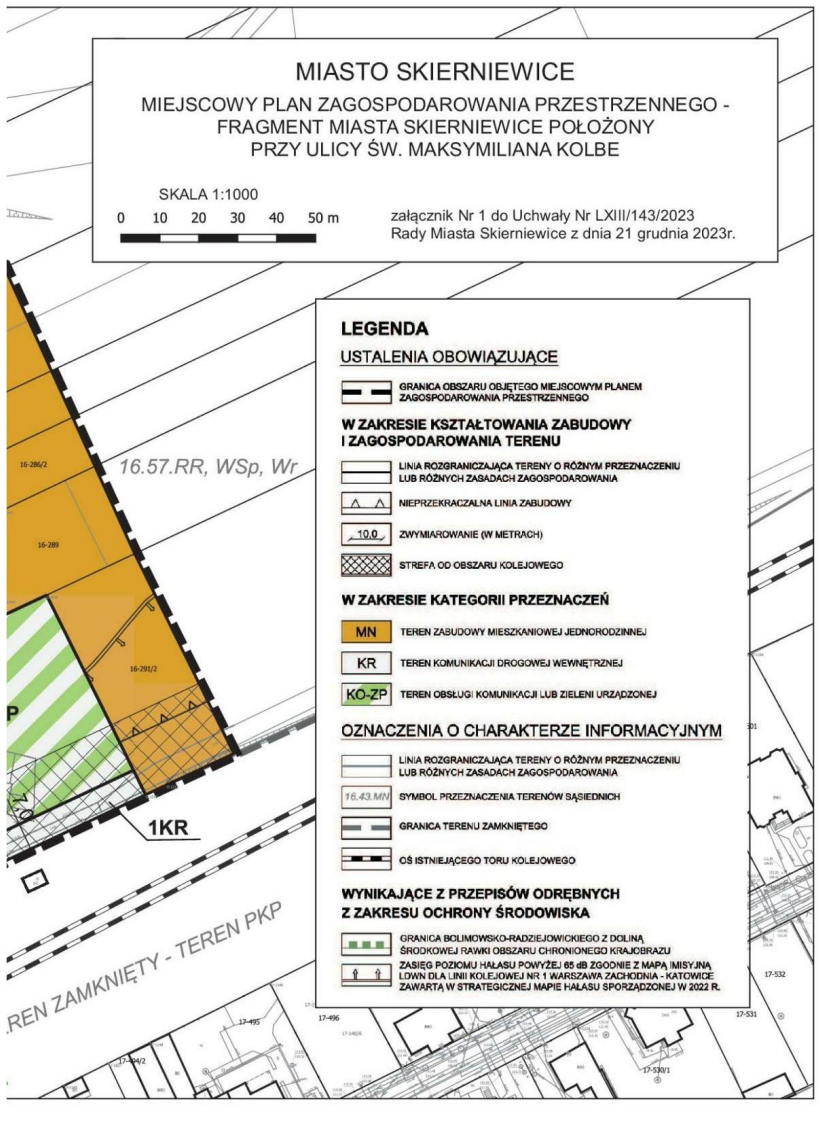 MIASTO SKIERNIEWICE
MIEJSCOWY PLAN ZAGOSPODAROWANIA PRZESTRZENNEGO -
FRAGMENT MIASTA SKIERNIEWICE POŁOŻONY
PRZY ULICY ŚW. MAKSYMILIANA KOLBE
SKALA 1:1000
0 10 20 30 40 50 m
załącznik Nr 1 do Uchwały Nr LXIII/143/2023
Rady Miasta Skierniewice z dnia 21 grudnia 2023r.
LEGENDA
USTALENIA OBOWIĄZUJĄCE
GRANICA OBSZARU OBJĘTEGO MIEJSCOWYM PLANEM
ZAGOSPODAROWANIA PRZESTRZENNEGO
W ZAKRESIE KSZTAŁTOWANIA ZABUDOWY
I ZAGOSPODAROWANIA TERENU
LINIA ROZGRANICZAJĄCA TERENY O RÓŻNYM PRZEZNACZENIU
LUB RÓŻNYCH ZASADACH ZAGOSPODAROWANIA
NIEPRZEKRACZALNA LINIA ZABUDOWY
10.0 ZWYMIAROWANIE (W METRACH)
STREFA OD OBSZARU KOLEJOWEGO
W ZAKRESIE KATEGORII PRZEZNACZEŃ
MN TEREN ZABUDOWY MIESZKANIOWEJ JEDNORODZINNEJ
KR TEREN KOMUNIKACJI DROGOWEJ WEWNĘTRZNEJ
KO-ZP TEREN OBSŁUGI KOMUNIKACJI LUB ZIELENI URZĄDZONEJ
OZNACZENIA O CHARAKTERZE INFORMACYJNYM
LINIA ROZGRANICZAJĄCA TERENY O RÓŻNYM PRZEZNACZENIU
LUB RÓŻNYCH ZASADACH ZAGOSPODAROWANIA
16.43.MN SYMBOL PRZEZNACZENIA TERENÓW SĄSIEDNICH
GRANICA TERENU ZAMKNIĘTEGO
OŚ ISTNIEJĄCEGO TORU KOLEJOWEGO
WYNIKAJĄCE Z PRZEPISÓW ODRĘBNYCH
Z ZAKRESU OCHRONY ŚRODOWISKA
GRANICA BOLIMOWSKO-RADZIEJOWICKIEGO Z DOLINĄ
ŚRODKOWEJ RAWKI OBSZARU CHRONIONEGO KRAJOBRAZU
ZASIĘG POZIOMU HAŁASU POWYŻEJ 65 dB ZGODNIE Z MAPĄ IMISYJNĄ
LDWN DLA LINII KOLEJOWEJ NR 1 WARSZAWA ZACHODNIA - KATOWICE
ZAWARTĄ W STRATEGICZNEJ MAPIE HAŁASU SPORZĄDZONEJ W 2022 R.
16-286/2
16.57.RR, WSp, Wr
16-289
16-291/2
P
7,0
1KR
EREN ZAMKNIĘTY - TEREN PKP
17-495
17-496
17-494/2
17-532
17-531
17-530/1